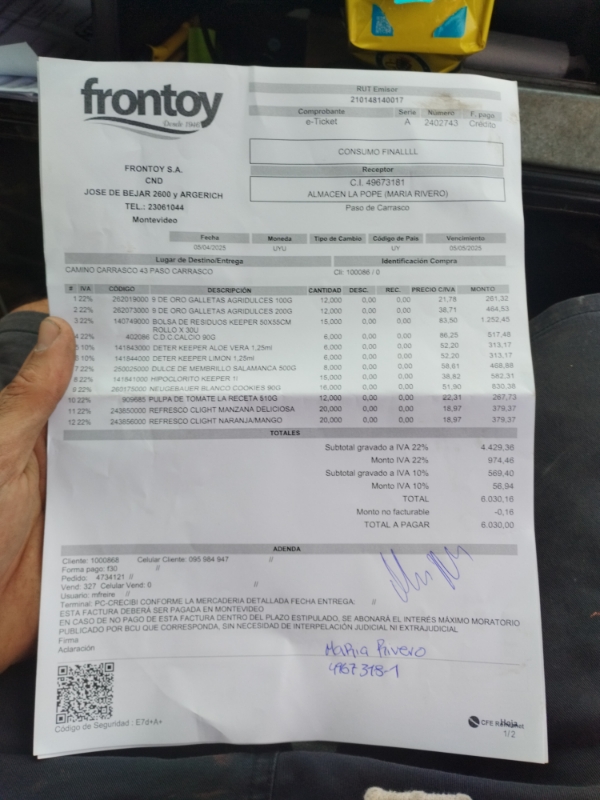 frontoy
Desde 1940
RUT Emisor
210148140017
Comprobante Serie Número F. pago
e-Ticket A 2402743 Crédito
CONSUMO FINALLLL
Receptor
C.I. 49673181
ALMACEN LA POPE (MARIA RIVERO)
Paso de Carrasco
FRONTOY S.A.
CND
JOSE DE BEJAR 2600 y ARGERICH
TEL.: 23061044
Montevideo
Fecha Moneda Tipo de Cambio Código de País Vencimiento
05/04/2025 UYU UY 05/05/2025
Lugar de Destino/Entrega Identificación Compra
CAMINO CARRASCO 43 PASO CARRASCO Cli: 100086 / 0
# IVA CÓDIGO DESCRIPCIÓN CANTIDAD DESC. REC. PRECIO C/IVA MONTO
1 22% 262019000 9 DE ORO GALLETAS AGRIDULCES 100G 12,000 0,00 0,00 21,78 261,32
2 22% 262073000 9 DE ORO GALLETAS AGRIDULCES 200G 12,000 0,00 0,00 38,71 464,53
3 22% 140749000 BOLSA DE RESIDUOS KEEPER 50X55CM 15,000 0,00 0,00 83,50 1.252,45
ROLLO X 30U
4 22% 402086 C.D.C.CALCIO 90G 6,000 0,00 0,00 86,25 517,48
5 10% 141843000 DETER KEEPER ALOE VERA 1,25ml 6,000 0,00 0,00 52,20 313,17
6 10% 141844000 DETER KEEPER LIMON 1,25ml 6,000 0,00 0,00 52,20 313,17
7 22% 250025000 DULCE DE MEMBRILLO SALAMANCA 500G 8,000 0,00 0,00 58,61 468,88
8 22% 141841000 HIPOCLORITO KEEPER 1l 16,000 0,00 0,00 582,31
9 22% 260175000 NEUGEBAUER BLANCO COOKIES 90G 0,00 0,00 630,38
10 22% 909685 PULPA DE TOMATE LA RECETA 510G 12,000 0,00 0,00 22,31 267,73
11 22% 243850000 REFRESCO CLIGHT MANZANA DELICIOSA 20,000 0,00 0,00 18,97 379,37
12 22% 243856000 REFRESCO CLIGHT NARANJA/MANGO 20,000 0,00 0,00 18,97 379,37
TOTALES
Subtotal gravado a IVA 22% 4.429,36
Monto IVA 22% 974,46
Subtotal gravado a IVA 10% 569,40
Monto IVA 10% 56,94
TOTAL 6.030,16
Monto no facturable -0,16
TOTAL A PAGAR 6.030,00
ADENDA
Cliente: 1000868 Celular Cliente: 095 984 947 //
Forma pago: f30 //
Pedido: 4734121 //
Vend: 327 Celular Vend: 0 //
Usuario: mfreire //
Terminal: PC-CRECIBI CONFORME LA MERCADERIA DETALLADA FECHA ENTREGA: //
ESTA FACTURA DEBERÁ SER PAGADA EN MONTEVIDEO
EN CASO DE NO PAGO DE ESTA FACTURA DENTRO DEL PLAZO ESTIPULADO, SE ABONARÁ EL INTERÉS MÁXIMO MORATORIO
PUBLICADO POR BCU QUE CORRESPONDA, SIN NECESIDAD DE INTERPELACIÓN JUDICIAL NI EXTRAJUDICIAL
Firma
Aclaración
MaRia Rivero
4967318-1
Código de Seguridad : E7d+A+
CFE
Hoja
1/2